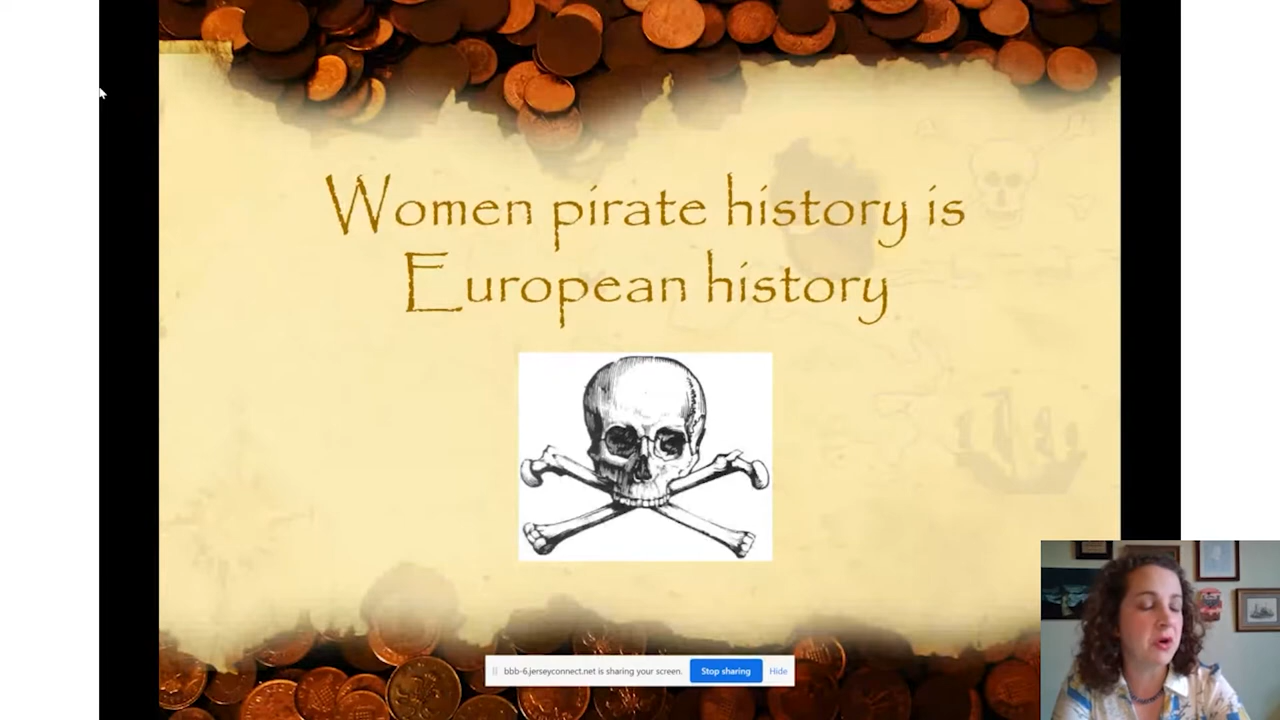 Women pirate history is
European history
bbb-6.jerseyconnect.net is sharing your screen. Stop sharing Hide